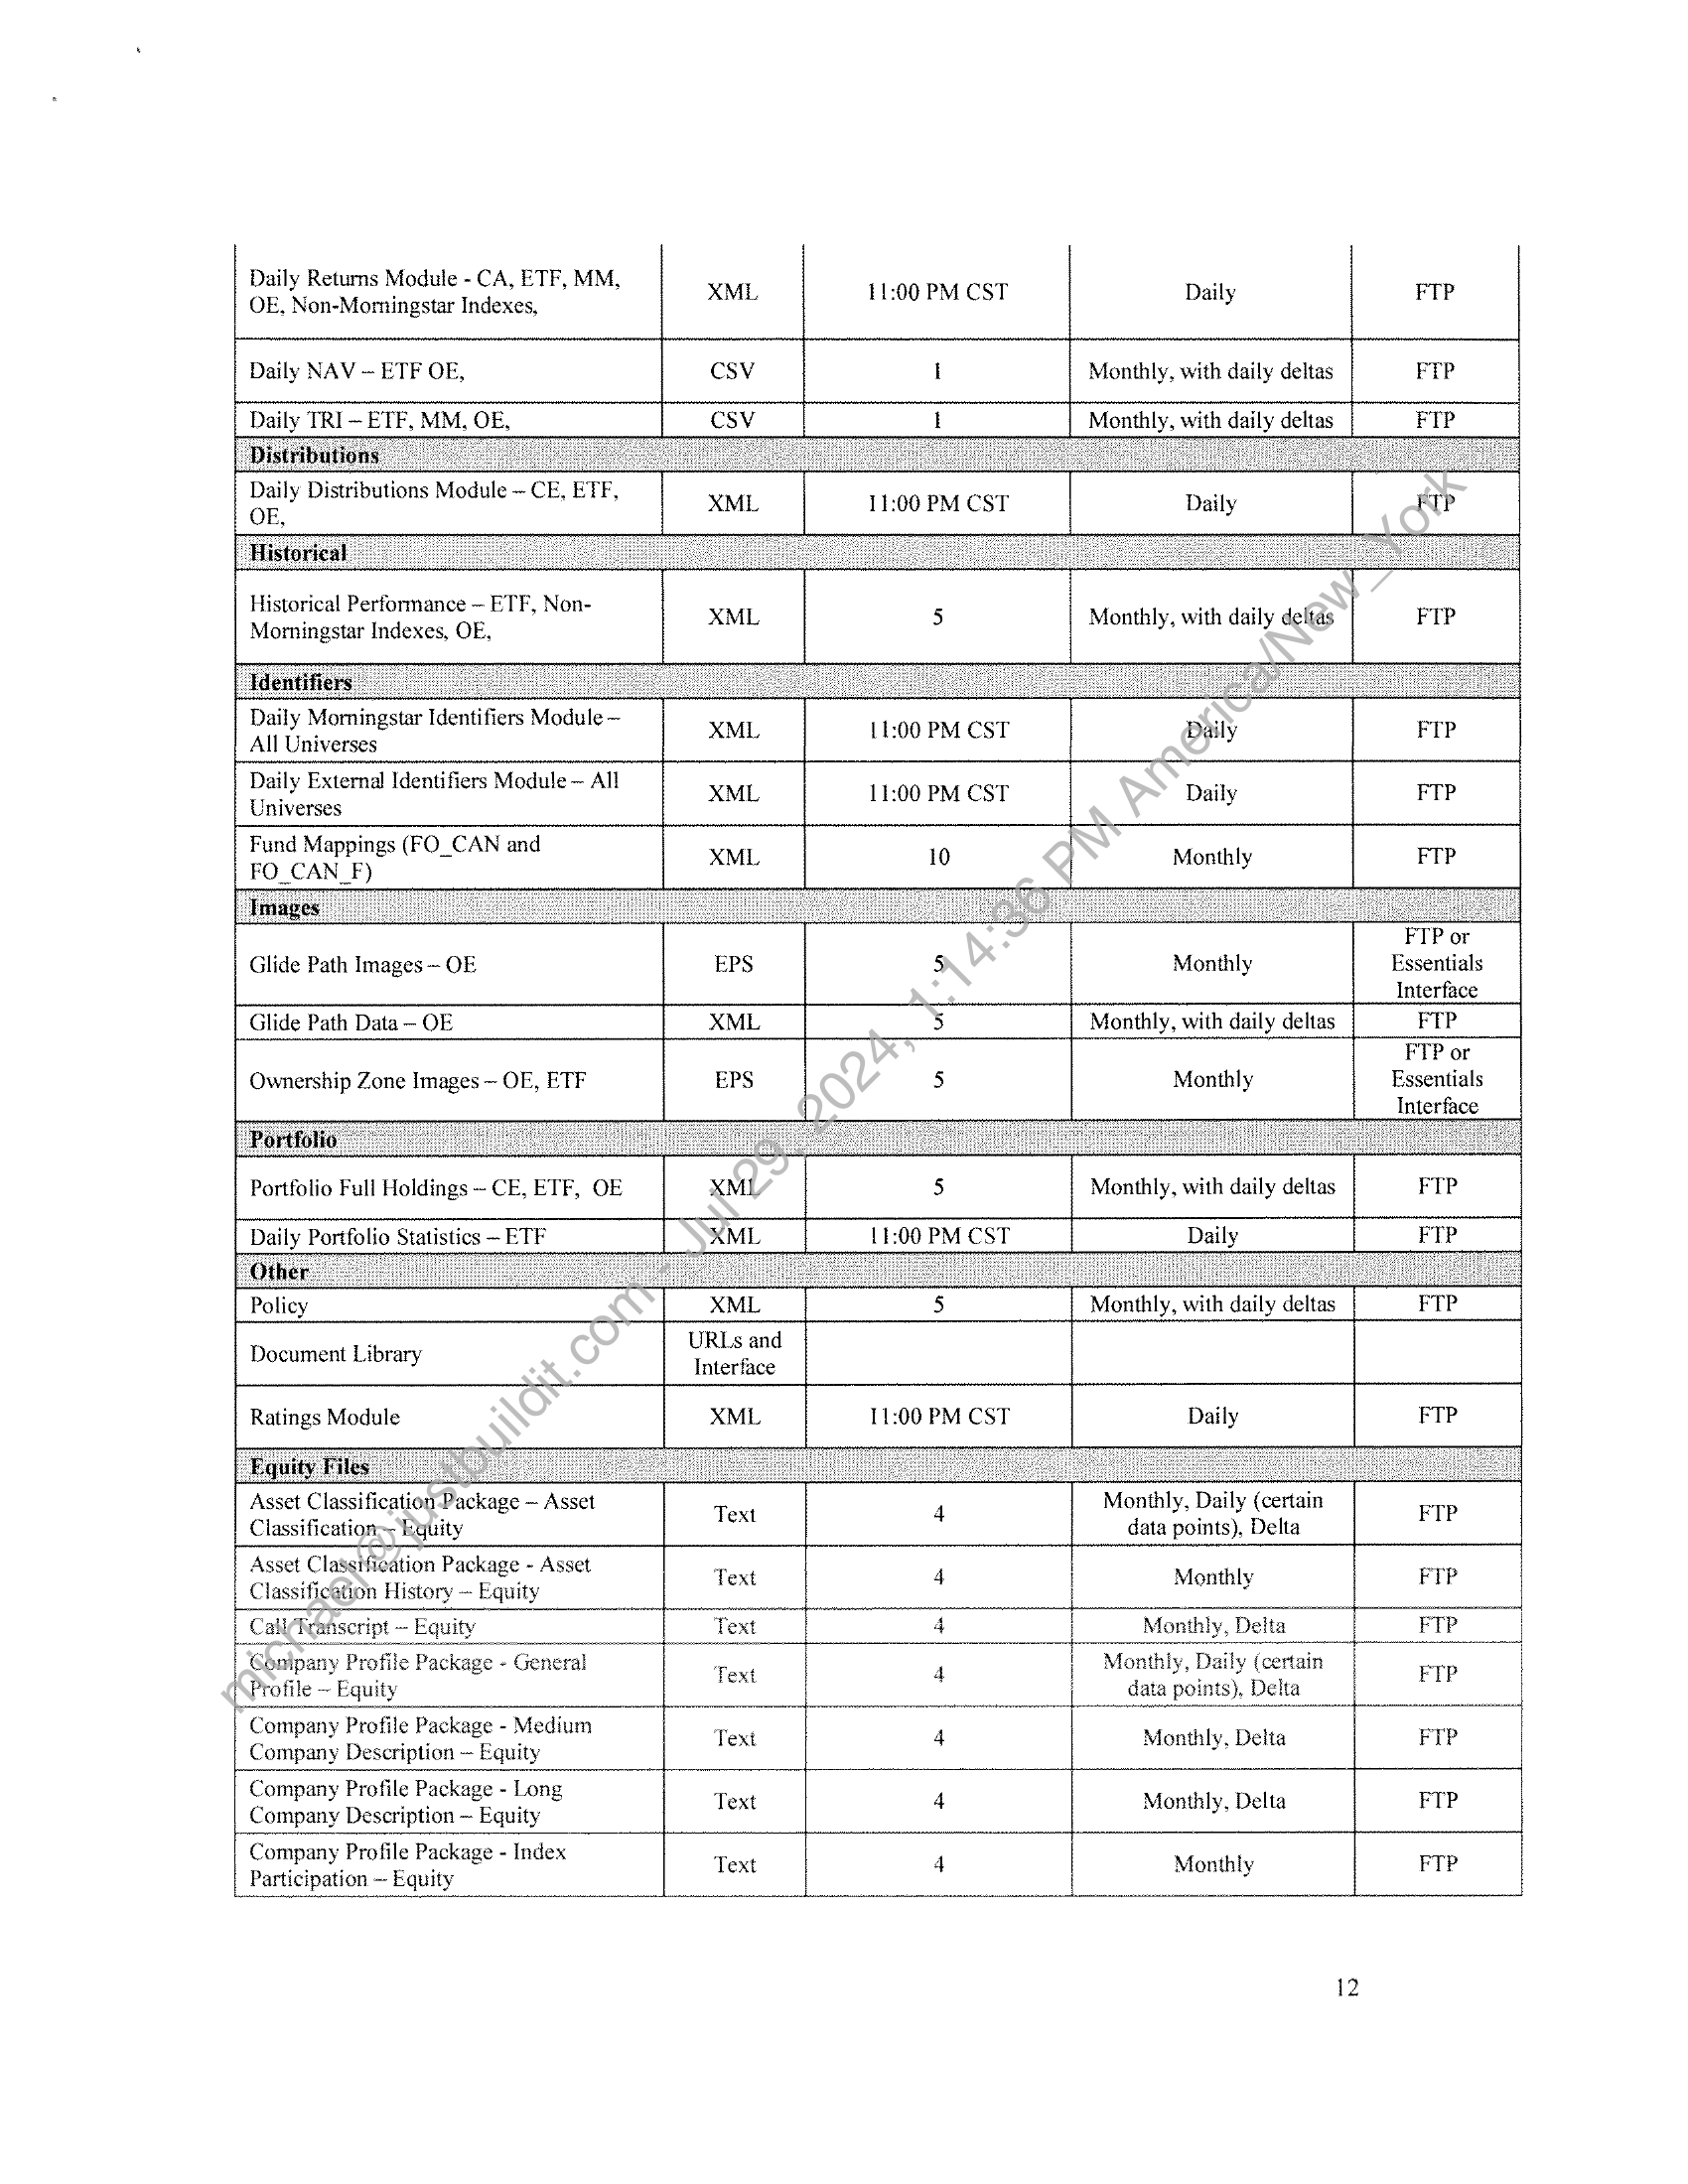 Daily Returns Module - CA, ETF, MM,
OE, Non-Morningstar Indexes,
XML
11:00 PM CST
Daily
FTP
Daily NAV – ETF OE,
CSV
1
Monthly, with daily deltas
FTP
Daily TRI – ETF, MM, OE,
CSV
1
Monthly, with daily deltas
FTP
Distributions
Daily Distributions Module – CE, ETF,
OE,
XML
11:00 PM CST
Daily
FTP
Historical
Historical Performance – ETF, Non-
Morningstar Indexes, OE,
XML
5
Monthly, with daily deltas
FTP
Identifiers
Daily Morningstar Identifiers Module –
All Universes
XML
11:00 PM CST
Daily
FTP
Daily External Identifiers Module – All
Universes
XML
11:00 PM CST
Daily
FTP
Fund Mappings (FO_CAN and
FO_CAN_F)
XML
10
Monthly
FTP
Images
Glide Path Images – OE
EPS
5
Monthly
FTP or
Essentials
Interface
Glide Path Data – OE
XML
5
Monthly, with daily deltas
FTP
Ownership Zone Images – OE, ETF
EPS
5
Monthly
FTP or
Essentials
Interface
Portfolio
Portfolio Full Holdings – CE, ETF, OE
XML
5
Monthly, with daily deltas
FTP
Daily Portfolio Statistics – ETF
XML
11:00 PM CST
Daily
FTP
Other
Policy
XML
5
Monthly, with daily deltas
FTP
Document Library
URLs and
Interface
Ratings Module
XML
11:00 PM CST
Daily
FTP
Equity Files
Asset Classification Package – Asset
Classification – Equity
Text
4
Monthly, Daily (certain
data points), Delta
FTP
Asset Classification Package - Asset
Classification History – Equity
Text
4
Monthly
FTP
Call Transcript – Equity
Text
4
Monthly, Delta
FTP
Company Profile Package - General
Profile – Equity
Text
4
Monthly, Daily (certain
data points), Delta
FTP
Company Profile Package - Medium
Company Description – Equity
Text
4
Monthly, Delta
FTP
Company Profile Package - Long
Company Description – Equity
Text
4
Monthly, Delta
FTP
Company Profile Package - Index
Participation – Equity
Text
4
Monthly
FTP
12
michael@justbuildit.com - Jul 29, 2024, 1:14:36 PM America/New_York